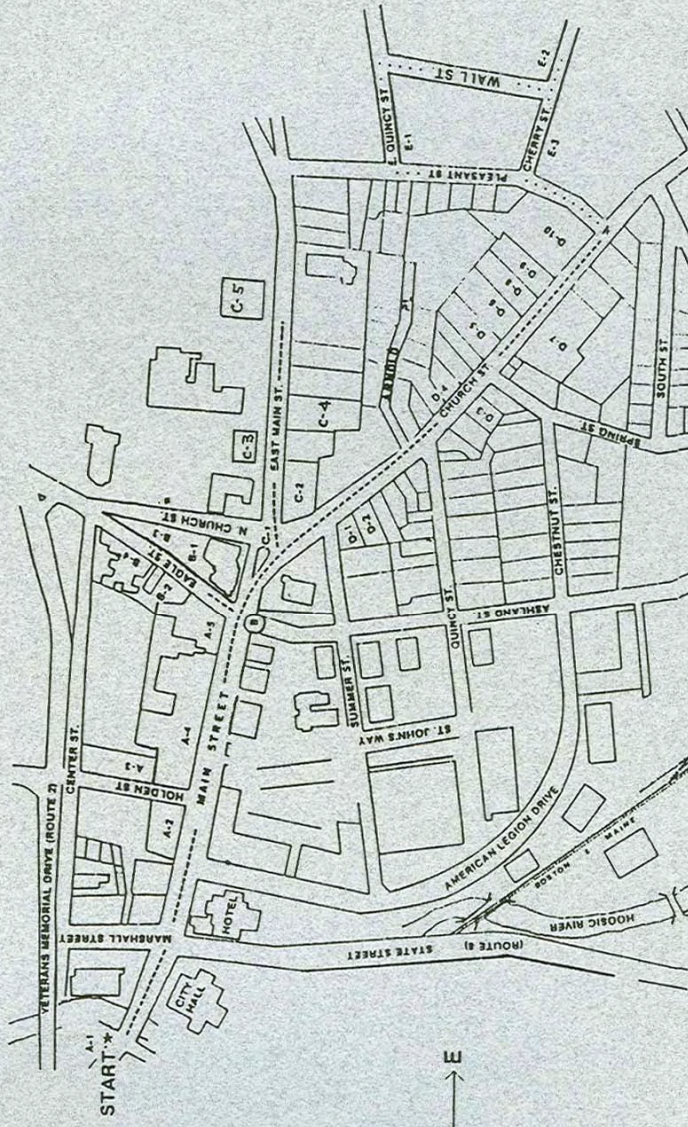 VETERANS MEMORIAL DRIVE (ROUTE 2)
CENTER ST.
START *
A-1
MARSHALL STREET
CITY HALL
HOTEL
A-2
HOLDEN ST
A-3
A-4
MAIN STREET
A-5
B
B-1
B-2
B-3
B-4
EAGLE ST.
N. CHURCH ST.
C
C-2
C-3
C-4
C-5
EAST MAIN ST.
STATE STREET
(ROUTE 8)
AMERICAN LEGION DRIVE
ST. JOHN'S WAY
SUMMER ST.
QUINCY ST.
ASHLAND ST
CHESTNUT ST.
SPRING ST.
SOUTH ST.
CHURCH ST.
ARNOLD PL
D-1
D-2
D-3
D-4
D-5
D-6
D-7
D-8
D-9
D-10
PLEASANT ST
E. QUINCY ST
E-1
WALL ST
E-2
CHERRY ST.
E-3
BOSTON & MAINE
HOOSIC RIVER
E